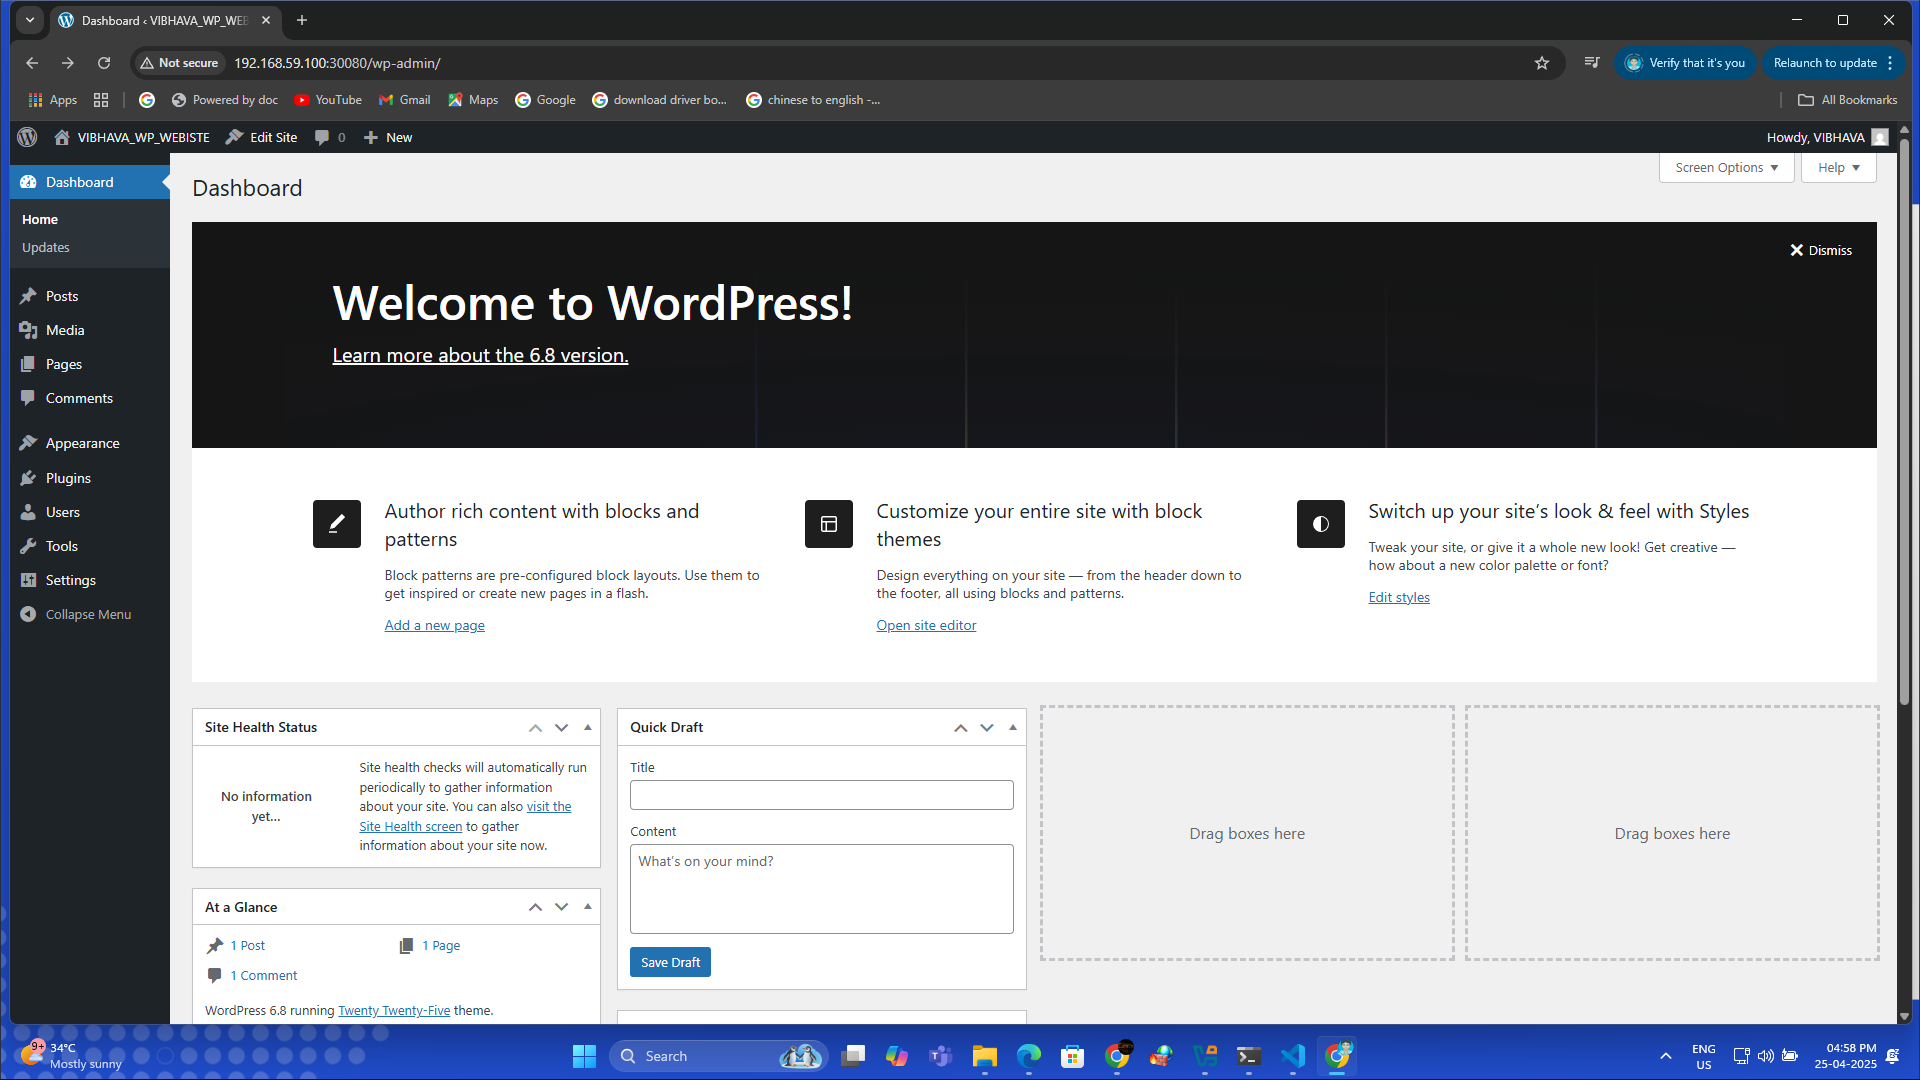 Dashboard ‹ VIBHAVA_WP_WEB
Not secure
192.168.59.100:30080/wp-admin/
Verify that it's you
Relaunch to update
Apps
Powered by doc
YouTube
Gmail
Maps
Google
download driver bo...
chinese to english -...
All Bookmarks
VIBHAVA_WP_WEBISTE
Edit Site
0
New
Howdy, VIBHAVA
Dashboard
Home
Updates
Posts
Media
Pages
Comments
Appearance
Plugins
Users
Tools
Settings
Collapse Menu
Dashboard
Screen Options
Help
Dismiss
Welcome to WordPress!
Learn more about the 6.8 version.
Author rich content with blocks and
patterns
Block patterns are pre-configured block layouts. Use them to
get inspired or create new pages in a flash.
Add a new page
Customize your entire site with block
themes
Design everything on your site — from the header down to
the footer, all using blocks and patterns.
Open site editor
Switch up your site’s look & feel with Styles
Tweak your site, or give it a whole new look! Get creative —
how about a new color palette or font?
Edit styles
Site Health Status
No information
yet...
Site health checks will automatically run
periodically to gather information
about your site. You can also visit the
Site Health screen to gather
information about your site now.
At a Glance
1 Post
1 Page
1 Comment
WordPress 6.8 running Twenty Twenty-Five theme.
Quick Draft
Title
Content
What’s on your mind?
Save Draft
Drag boxes here
Drag boxes here
9+
34°C
Mostly sunny
Search
ENG
US
04:58 PM
25-04-2025